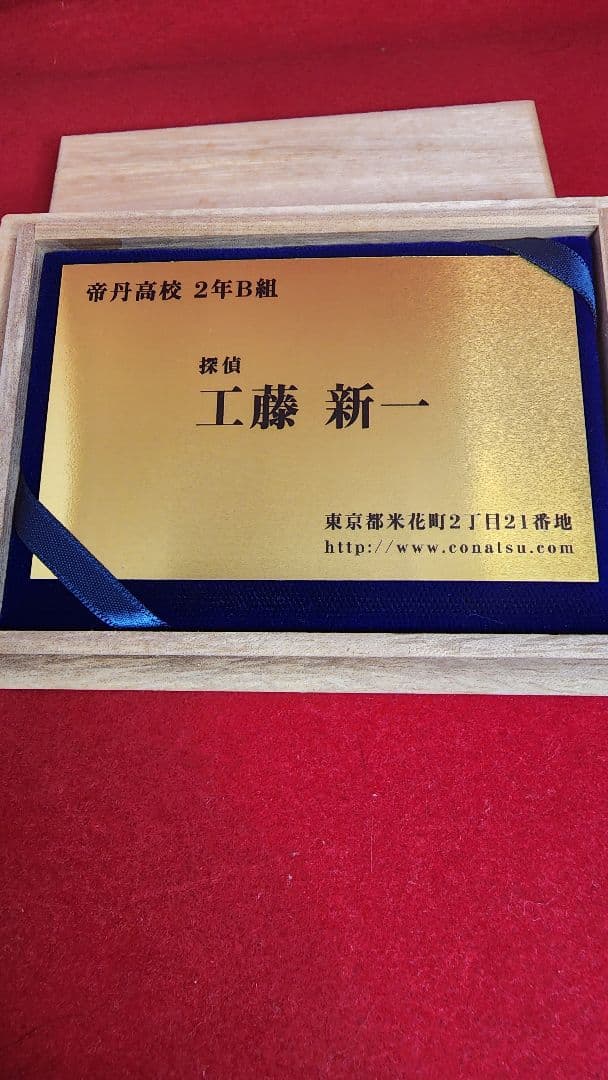 帝丹高校 2年B組
探偵
工藤 新一
東京都米花町2丁目21番地
http://www.conatsu.com